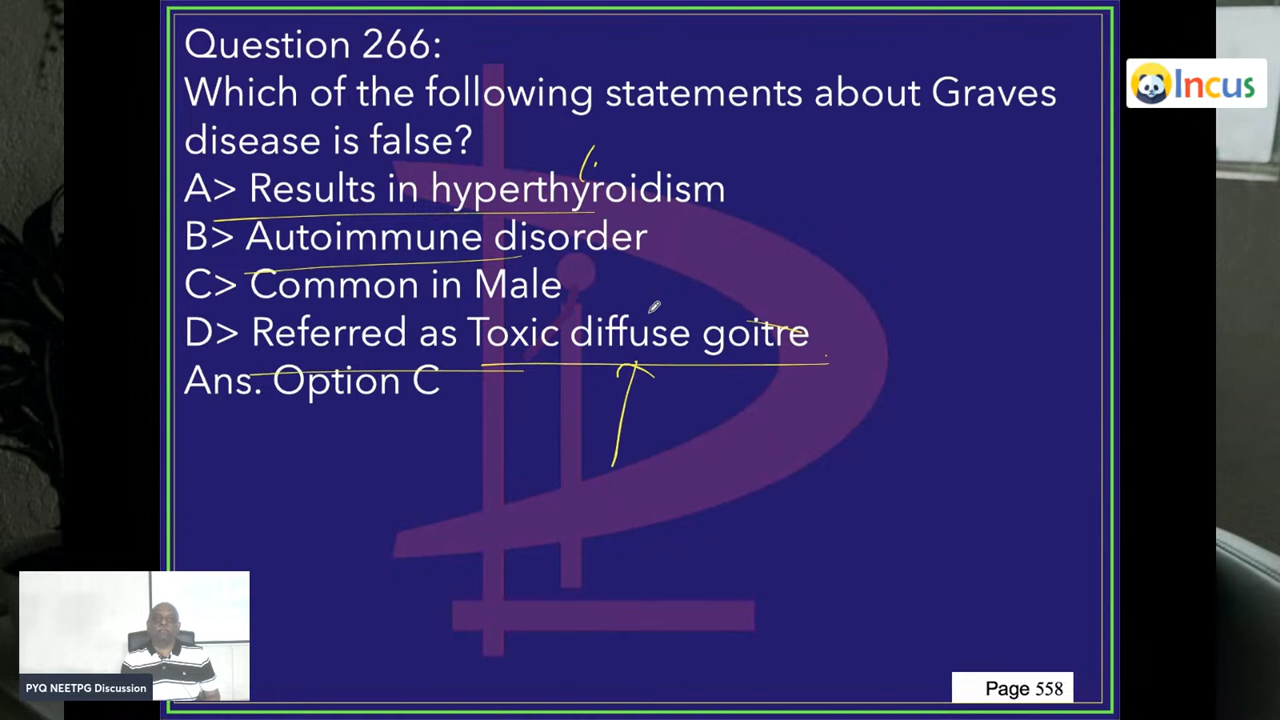 Question 266:
Which of the following statements about Graves
disease is false?
A> Results in hyperthyroidism
B> Autoimmune disorder
C> Common in Male
D> Referred as Toxic diffuse goitre
Ans. Option C
Incus
PYQ NEETPG Discussion
Page 558